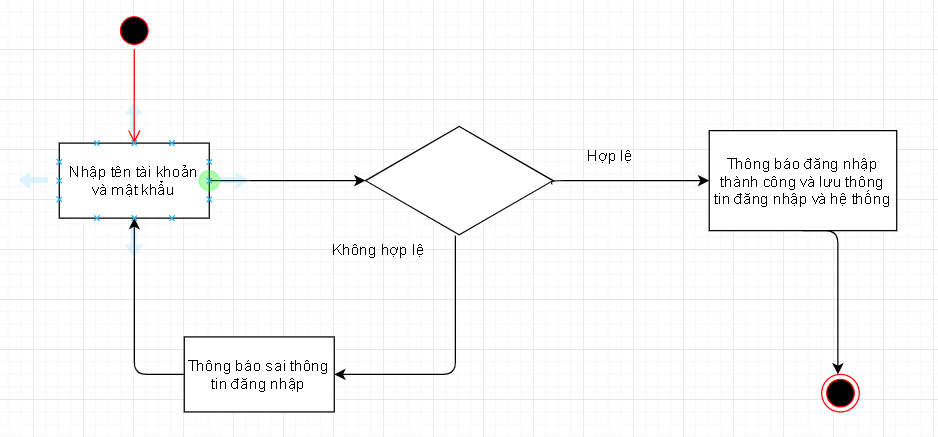 Nhập tên tài khoản
và mật khẩu
Hợp lệ
Thông báo đăng nhập
thành công và lưu thông
tin đăng nhập và hệ thống
Không hợp lệ
Thông báo sai thông
tin đăng nhập